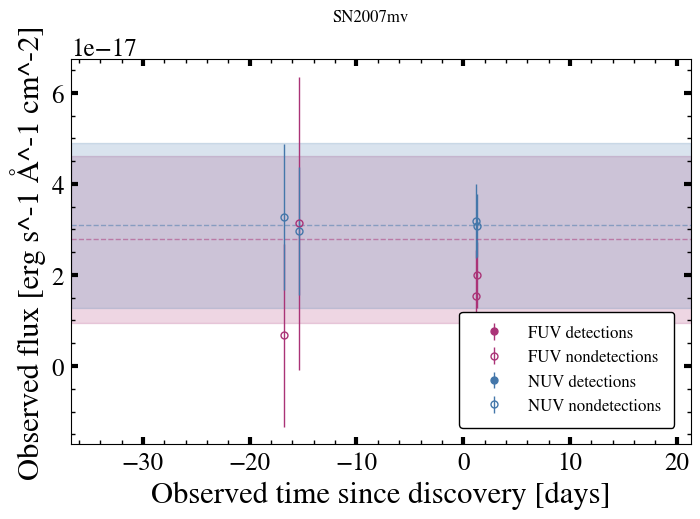 SN2007mv
1e−17
Observed flux [erg s^-1 Å^-1 cm^-2]
6
4
2
0
FUV detections
FUV nondetections
NUV detections
NUV nondetections
−30 −20 −10 0 10 20
Observed time since discovery [days]